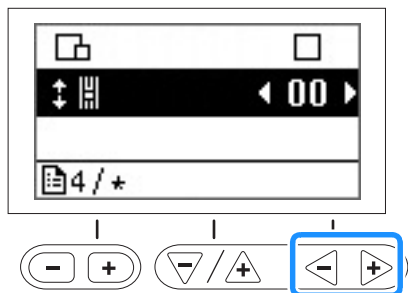 00
4/*
- + -/+ - +